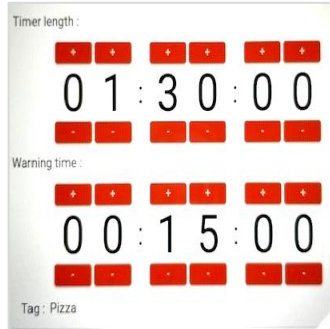 Timer length :
+ + + + + +
01:30:00
- - - - - -
Warning time :
+ + + + + +
00:15:00
- - - - - -
Tag : Pizza